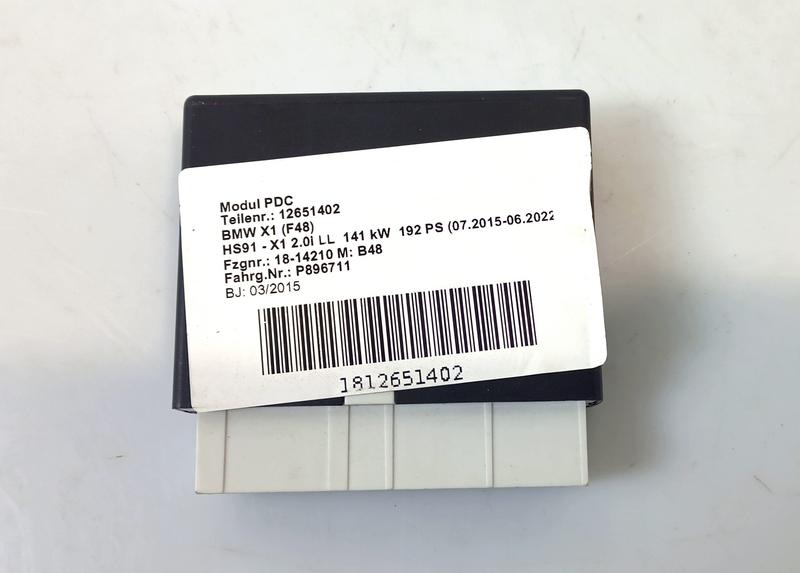 Modul PDC
Teilenr.: 12651402
BMW X1 (F48)
HS91 - X1 2.0i LL 141 kW 192 PS (07.2015-06.2022
Fzgnr.: 18-14210 M: B48
Fahrg.Nr.: P896711
BJ: 03/2015
1812651402